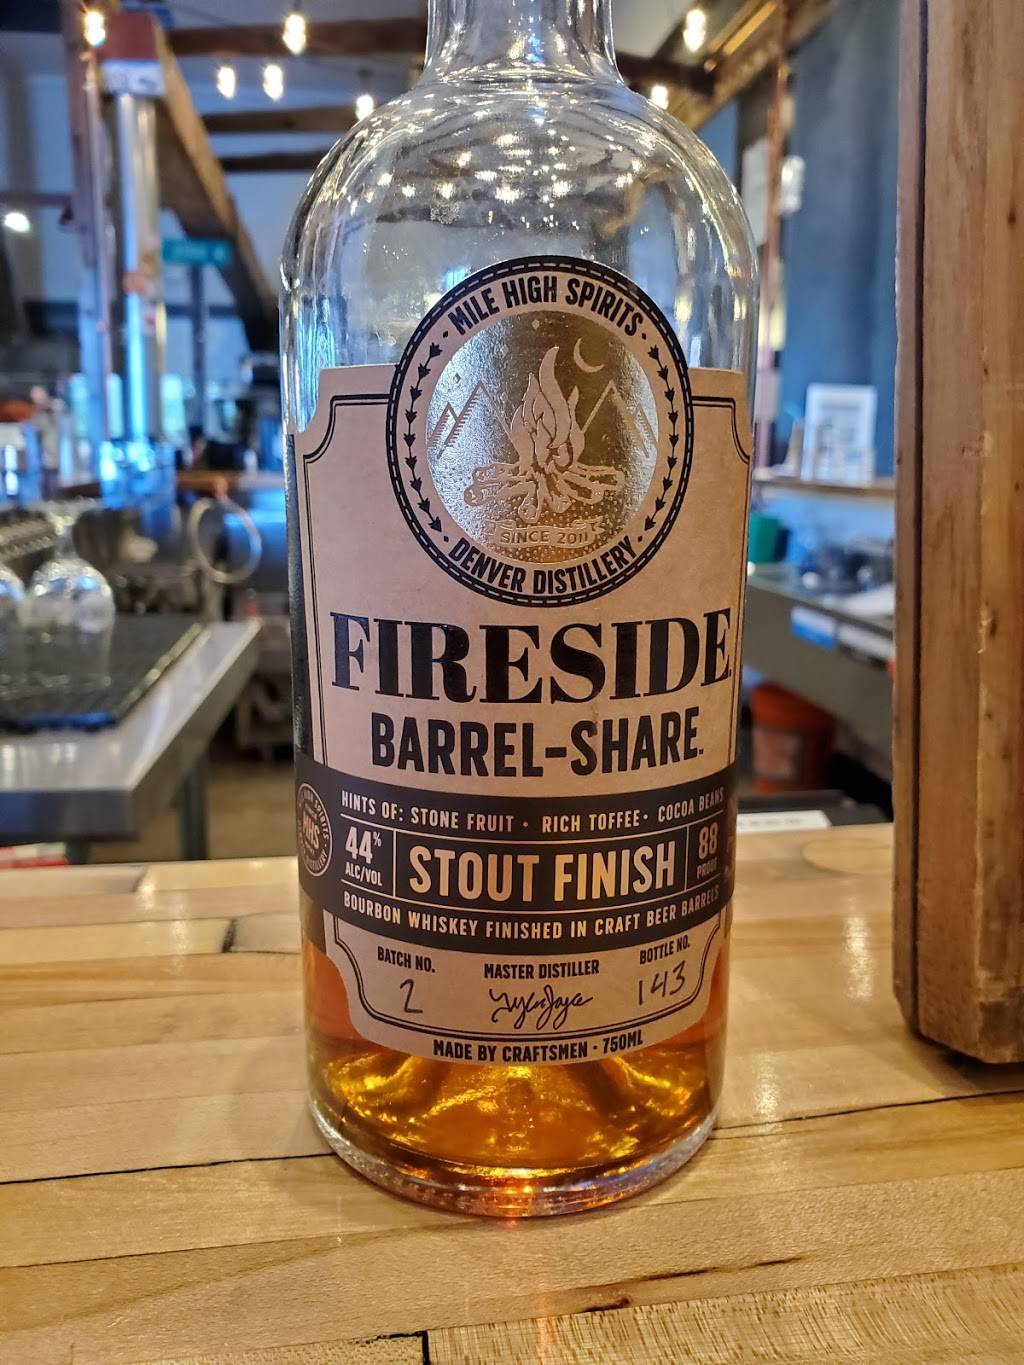 MILE HIGH SPIRITS
SINCE 2011
DENVER DISTILLERY
FIRESIDE
BARREL-SHARE.
HINTS OF: STONE FRUIT • RICH TOFFEE • COCOA BEANS
44%
ALC/VOL
STOUT FINISH
88
PROOF
MHS
BOURBON WHISKEY FINISHED IN CRAFT BEER BARRELS
BATCH NO.
2
MASTER DISTILLER
BOTTLE NO.
143
MADE BY CRAFTSMEN • 750ML